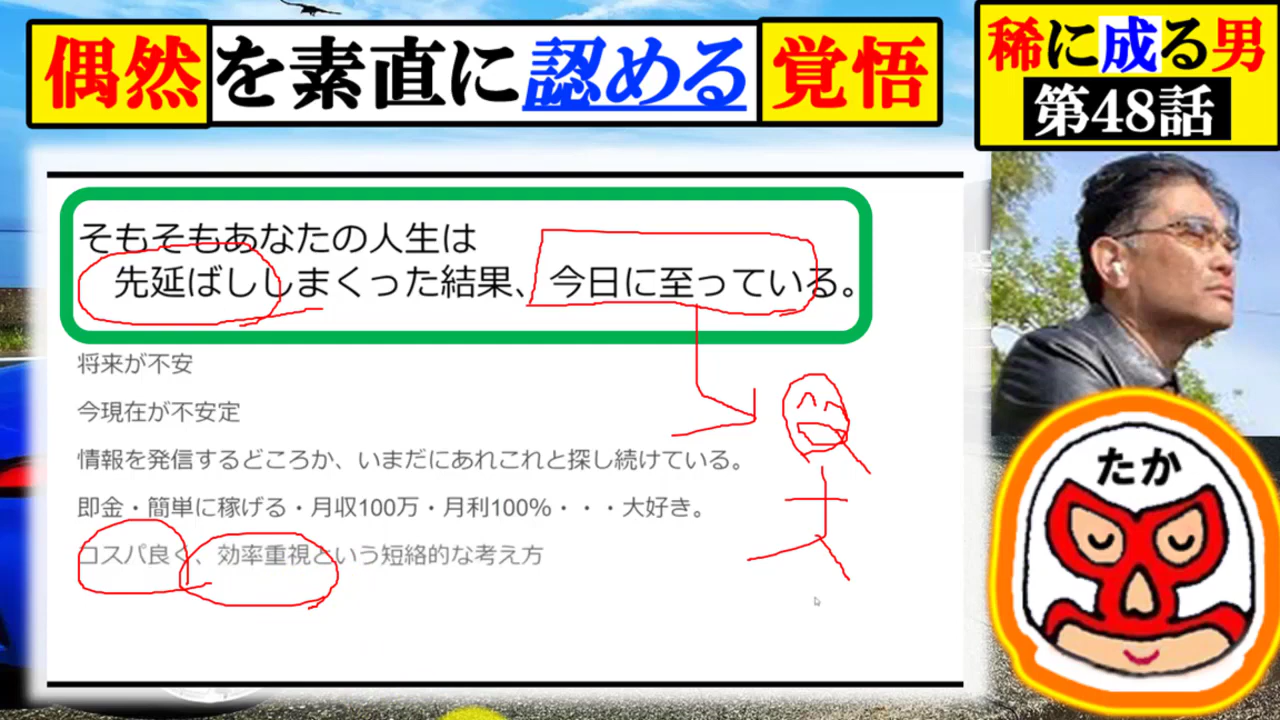 偶然を素直に認める覚悟
稀に成る男
第48話
そもそもあなたの人生は
先延ばししまくった結果、今日に至っている。
将来が不安
今現在が不安定
情報を発信するどころか、いまだにあれこれと探し続けている。
即金・簡単に稼げる・月収100万・月利100%・・・大好き。
コスパ良く、効率重視という短絡的な考え方
たか